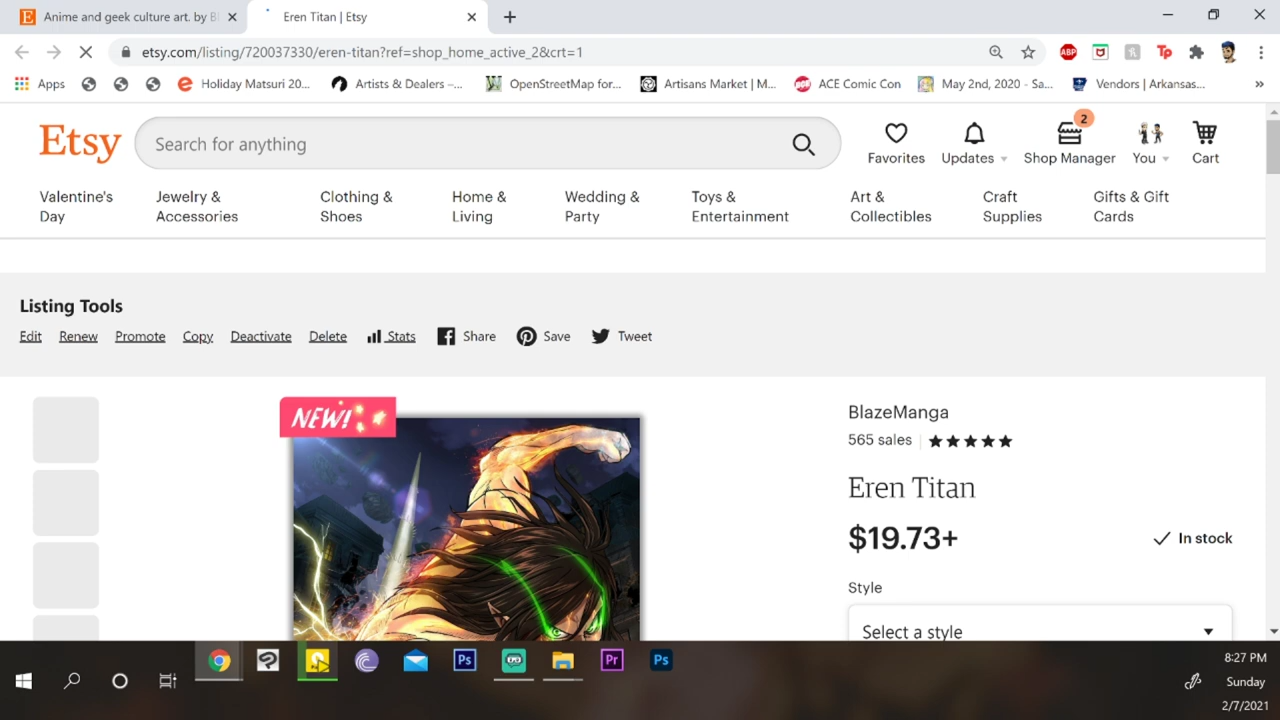 Anime and geek culture art. by Bl
Eren Titan | Etsy
etsy.com/listing/720037330/eren-titan?ref=shop_home_active_2&crt=1
ABP
Tp
Apps
Holiday Matsuri 20...
Artists & Dealers –...
OpenStreetMap for...
Artisans Market | M...
ACE Comic Con
May 2nd, 2020 - Sa...
Vendors | Arkansas...
»
Etsy
Search for anything
Favorites
Updates
2
Shop Manager
You
Cart
Valentine's Day
Jewelry & Accessories
Clothing & Shoes
Home & Living
Wedding & Party
Toys & Entertainment
Art & Collectibles
Craft Supplies
Gifts & Gift Cards
Listing Tools
Edit Renew Promote Copy Deactivate Delete Stats Share Save Tweet
NEW!
BlazeManga
565 sales
Eren Titan
$19.73+
In stock
Style
Select a style
Ps
Pr
Ps
8:27 PM
Sunday
2/7/2021